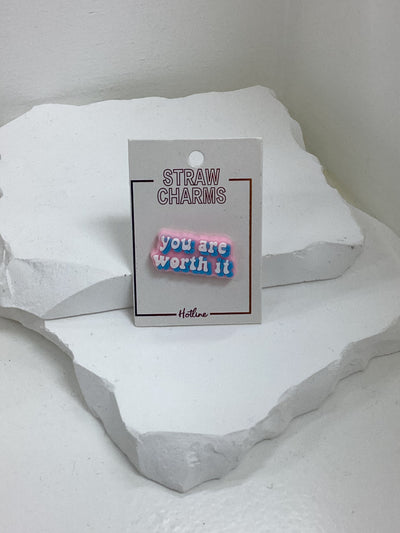 STRAW
CHARMS
you are
worth it
Hotline